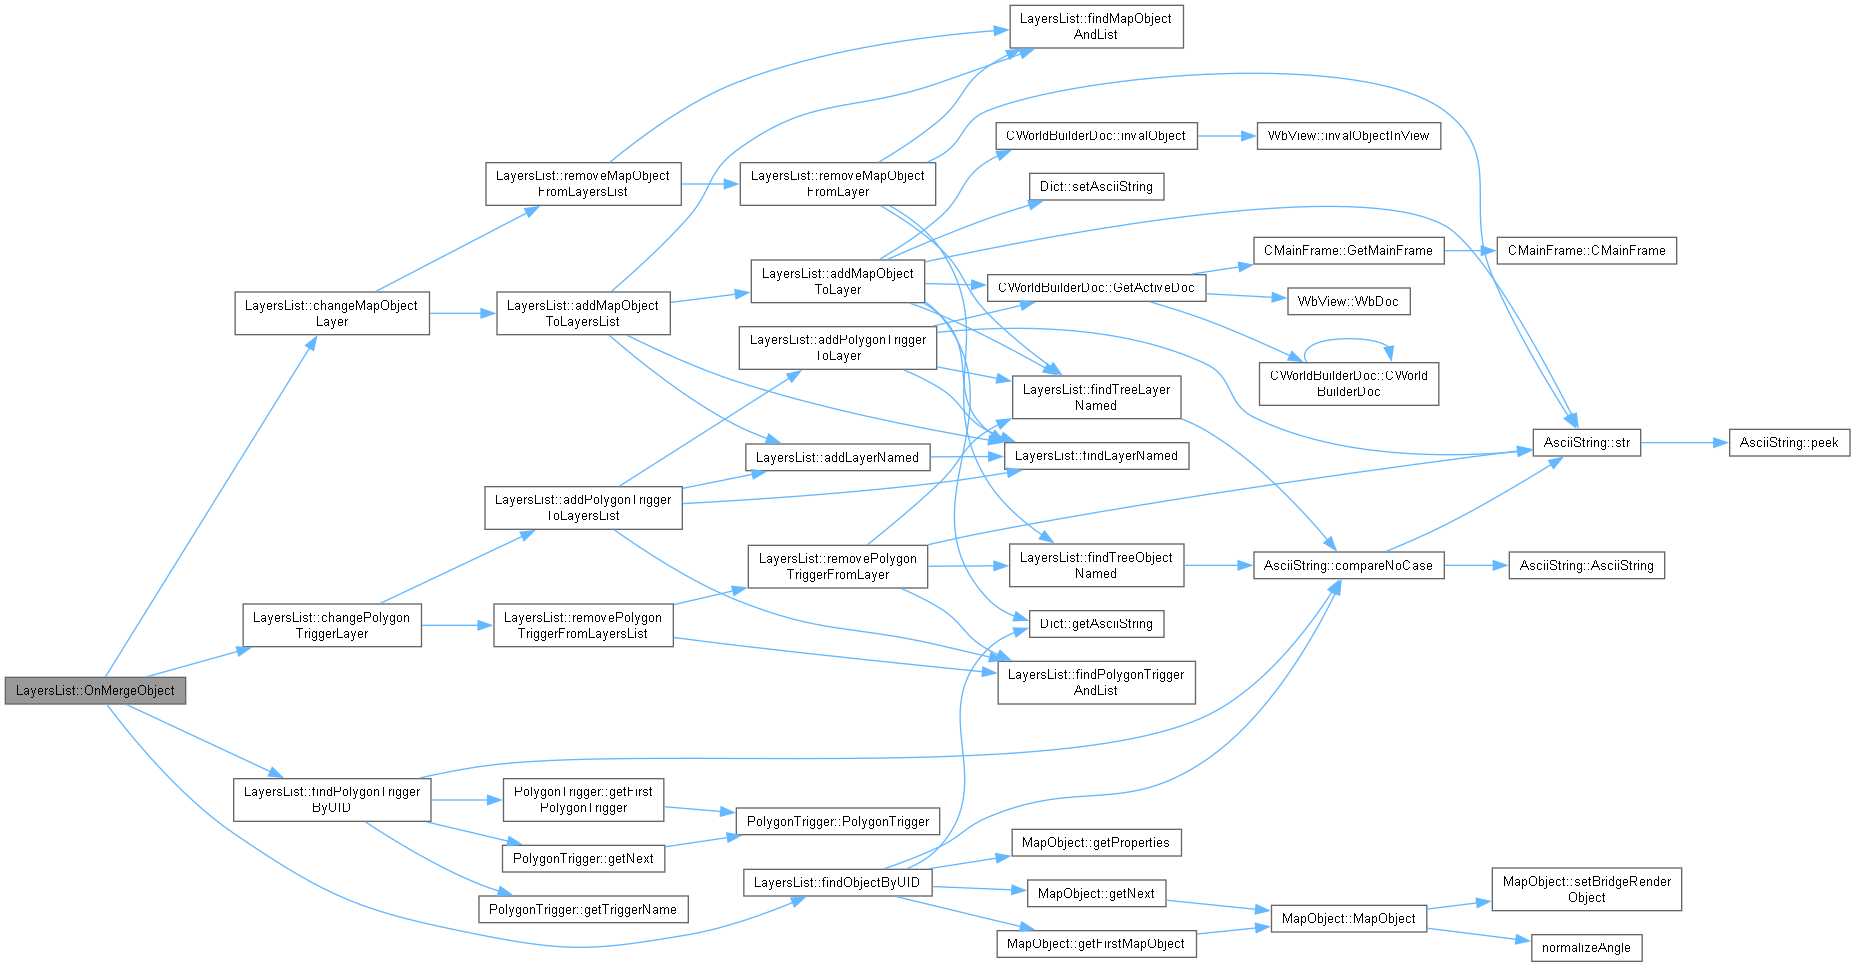 LayersList::findMapObject
AndList
CWorldBuilderDoc::invalObject
WbView::invalObjectInView
LayersList::removeMapObject
FromLayersList
LayersList::removeMapObject
FromLayer
Dict::setAsciiString
CMainFrame::GetMainFrame
CMainFrame::CMainFrame
LayersList::addMapObject
ToLayer
CWorldBuilderDoc::GetActiveDoc
WbView::WbDoc
LayersList::changeMapObject
Layer
LayersList::addMapObject
ToLayersList
LayersList::addPolygonTrigger
ToLayer
CWorldBuilderDoc::CWorld
BuilderDoc
LayersList::findTreeLayer
Named
AsciiString::str
AsciiString::peek
LayersList::addLayerNamed
LayersList::findLayerNamed
LayersList::addPolygonTrigger
ToLayersList
LayersList::removePolygon
TriggerFromLayer
LayersList::findTreeObject
Named
AsciiString::compareNoCase
AsciiString::AsciiString
LayersList::changePolygon
TriggerLayer
LayersList::removePolygon
TriggerFromLayersList
Dict::getAsciiString
LayersList::findPolygonTrigger
AndList
LayersList::OnMergeObject
LayersList::findPolygonTrigger
ByUID
PolygonTrigger::getFirst
PolygonTrigger
PolygonTrigger::PolygonTrigger
PolygonTrigger::getNext
MapObject::getProperties
LayersList::findObjectByUID
MapObject::getNext
MapObject::setBridgeRender
Object
PolygonTrigger::getTriggerName
MapObject::MapObject
MapObject::getFirstMapObject
normalizeAngle